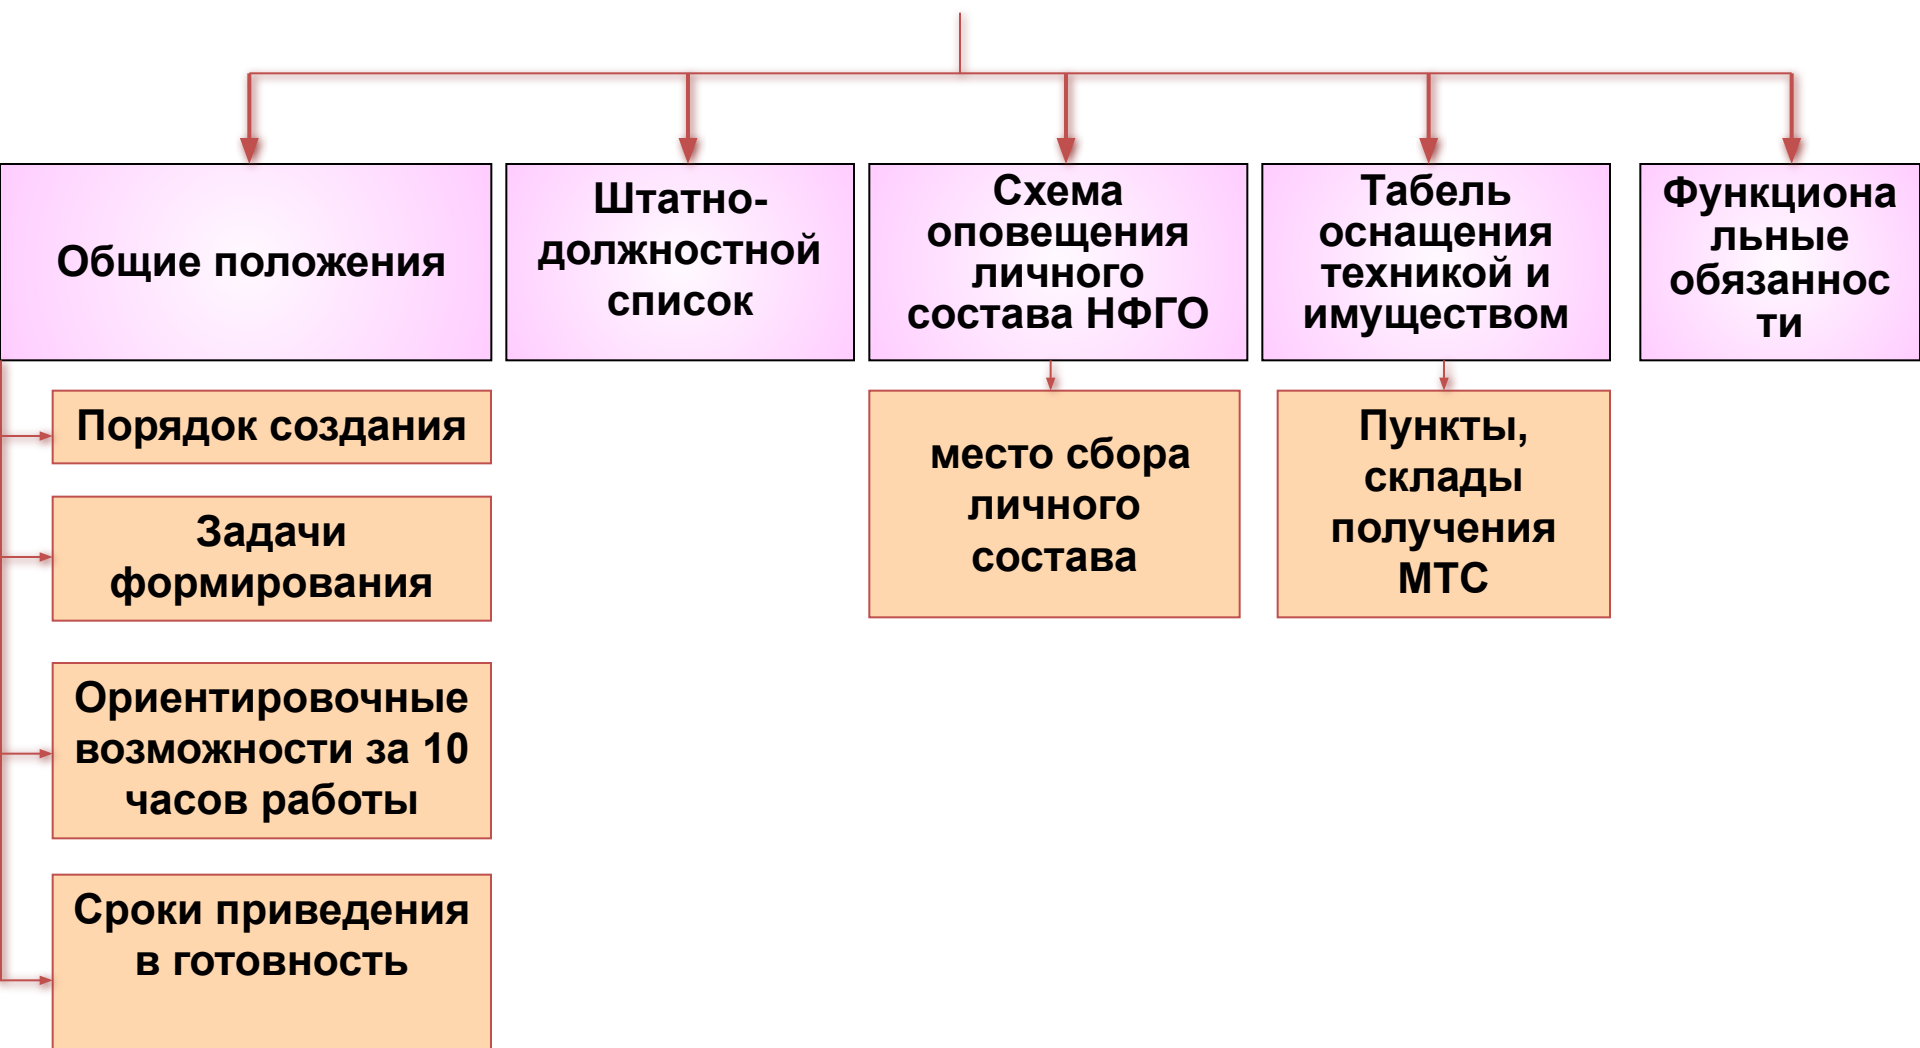 Общие положения
Штатно-
должностной
список
Схема
оповещения
личного
состава НФГО
Табель
оснащения
техникой и
имуществом
Функциона
льные
обязаннос
ти
Порядок создания
Задачи
формирования
Ориентировочные
возможности за 10
часов работы
Сроки приведения
в готовность
место сбора
личного
состава
Пункты,
склады
получения
МТС